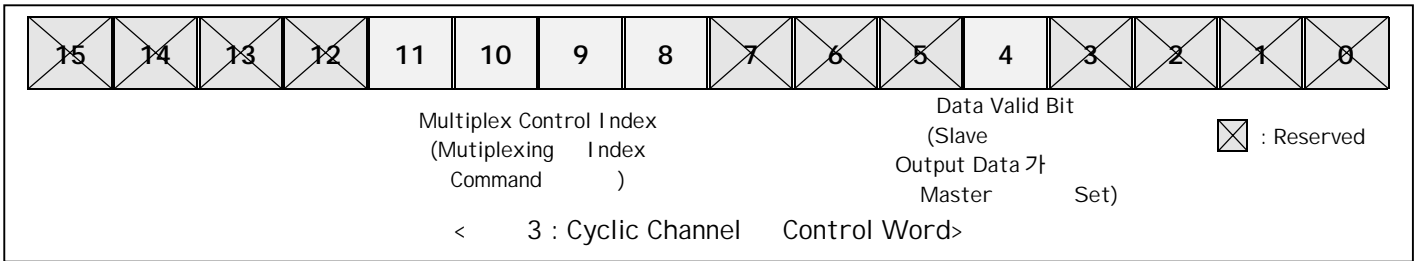 15 14 13 12 11 10 9 8 7 6 5 4 3 2 1 0
Multiplex Control Index
(Mutiplexing Index
Command )
Data Valid Bit
(Slave
Output Data 가
Master Set)
: Reserved
< 3 : Cyclic Channel Control Word>